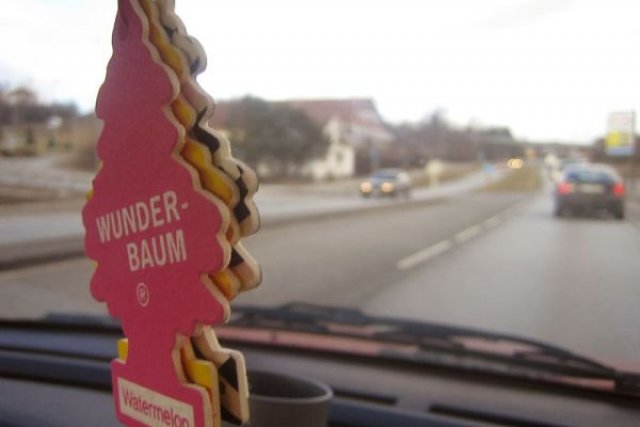 WUNDER-
BAUM
®
Watermelon